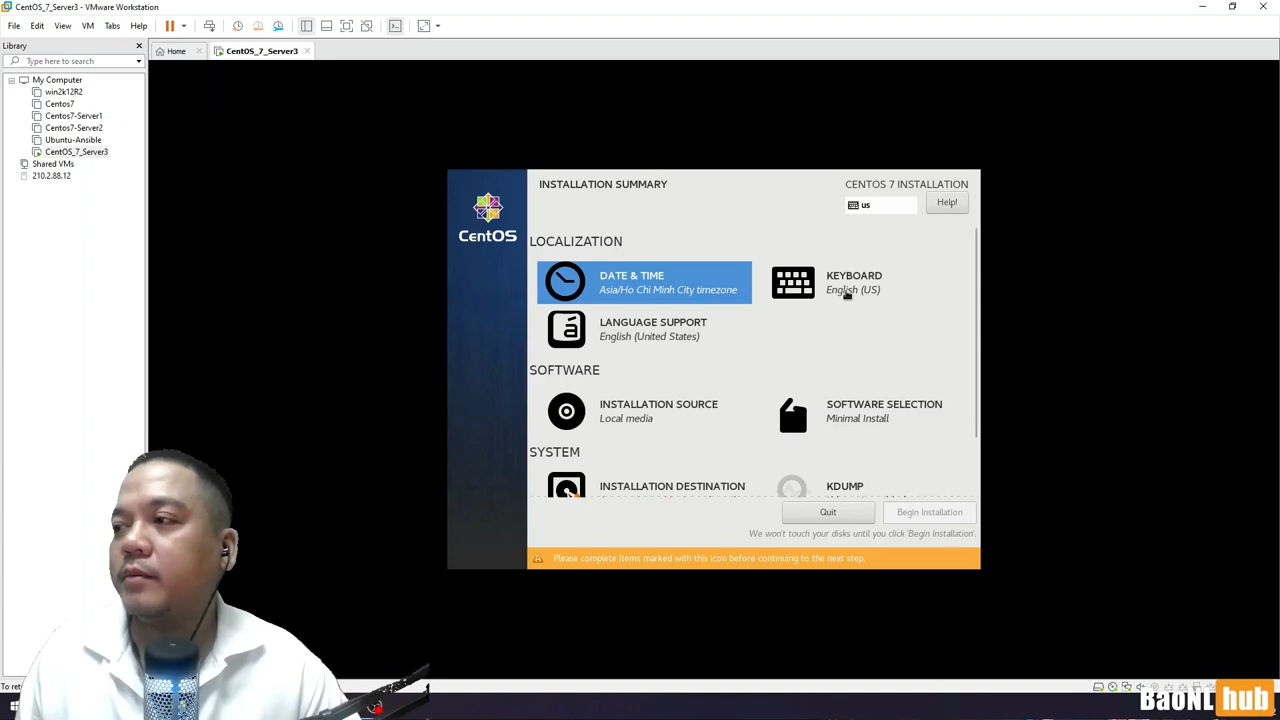 CentOS_7_Server3 - VMware Workstation
File Edit View VM Tabs Help
Library
Type here to search
My Computer
win2k12R2
Centos7
Centos7-Server1
Centos7-Server2
Ubuntu-Ansible
CentOS_7_Server3
Shared VMs
210.2.88.12
Home
CentOS_7_Server3
CentOS
INSTALLATION SUMMARY
CENTOS 7 INSTALLATION
us
Help!
LOCALIZATION
DATE & TIME
Asia/Ho Chi Minh City timezone
KEYBOARD
English (US)
LANGUAGE SUPPORT
English (United States)
SOFTWARE
INSTALLATION SOURCE
Local media
SOFTWARE SELECTION
Minimal Install
SYSTEM
INSTALLATION DESTINATION
KDUMP
Quit
Begin Installation
We won't touch your disks until you click 'Begin Installation'.
Please complete items marked with this icon before continuing to the next step.
To
BaoNL hub